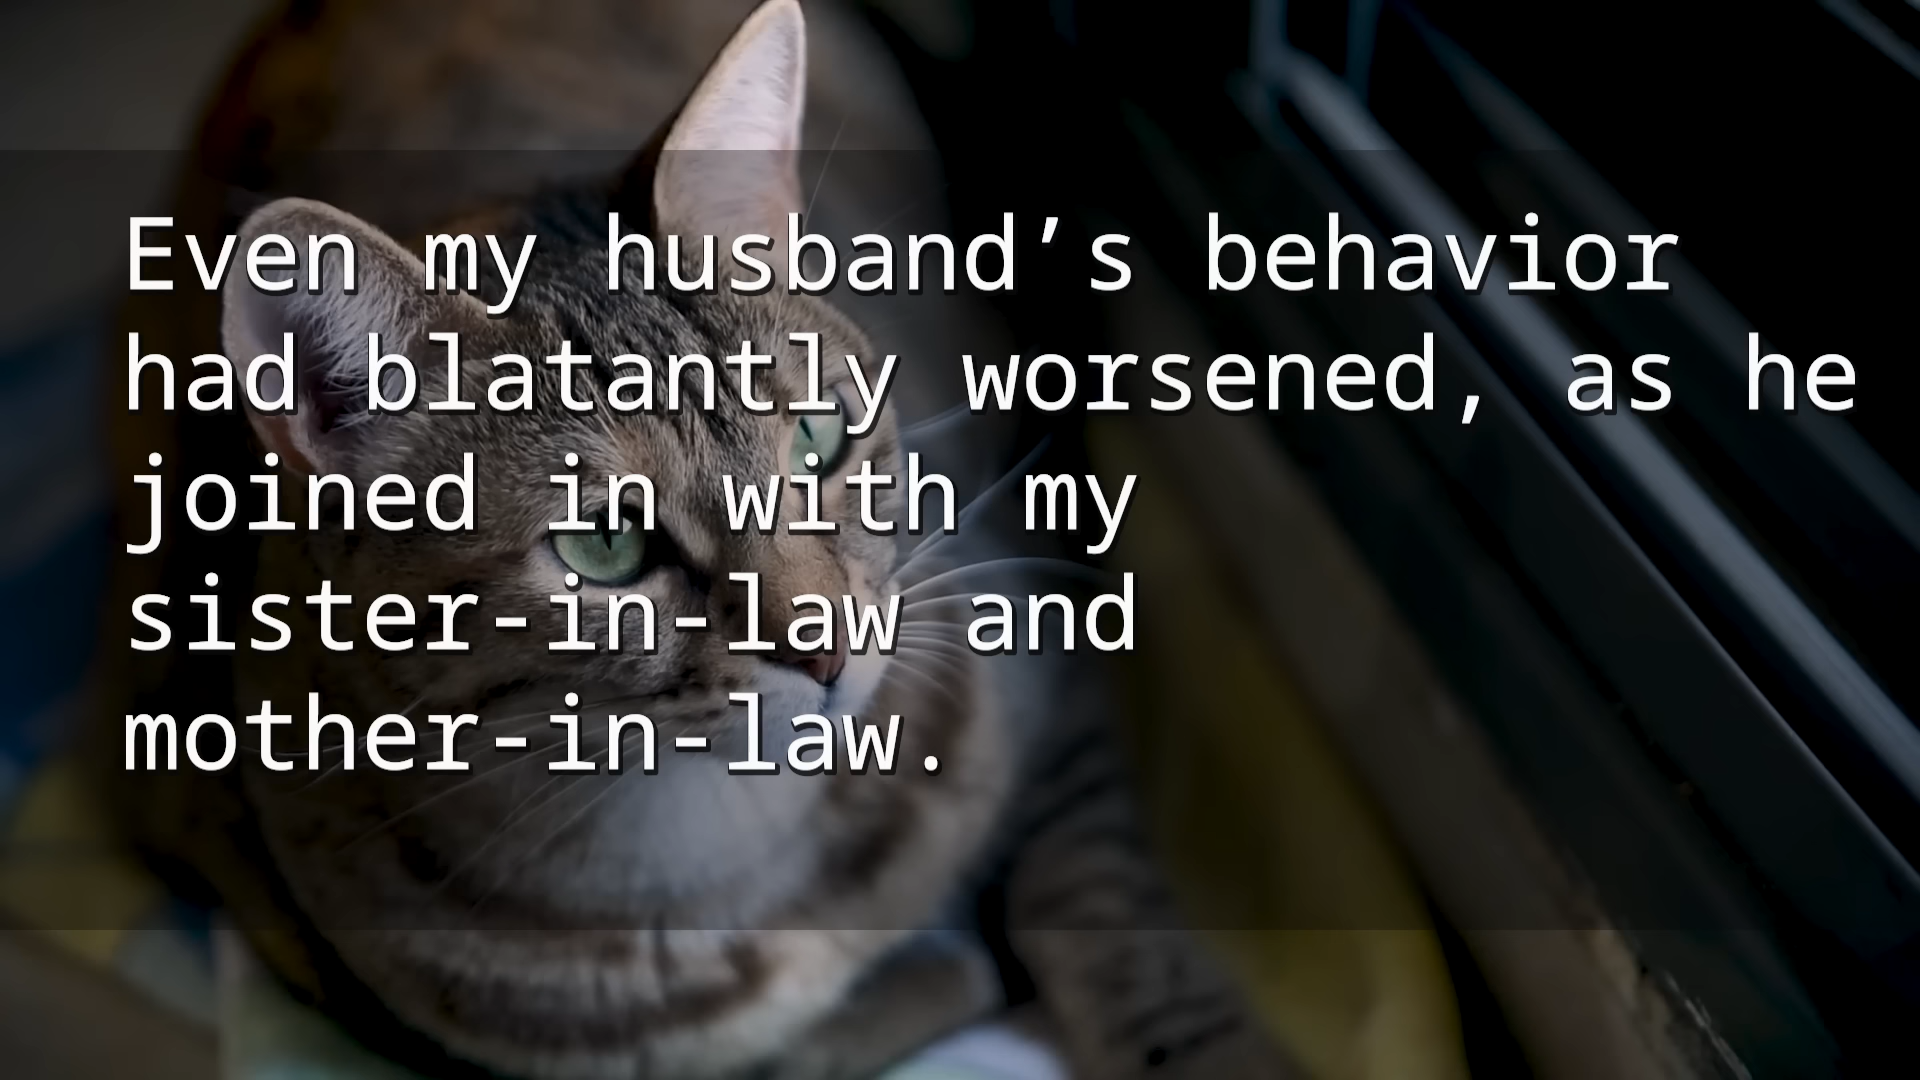 Even my husband’s behavior
had blatantly worsened, as he
joined in with my
sister-in-law and
mother-in-law.